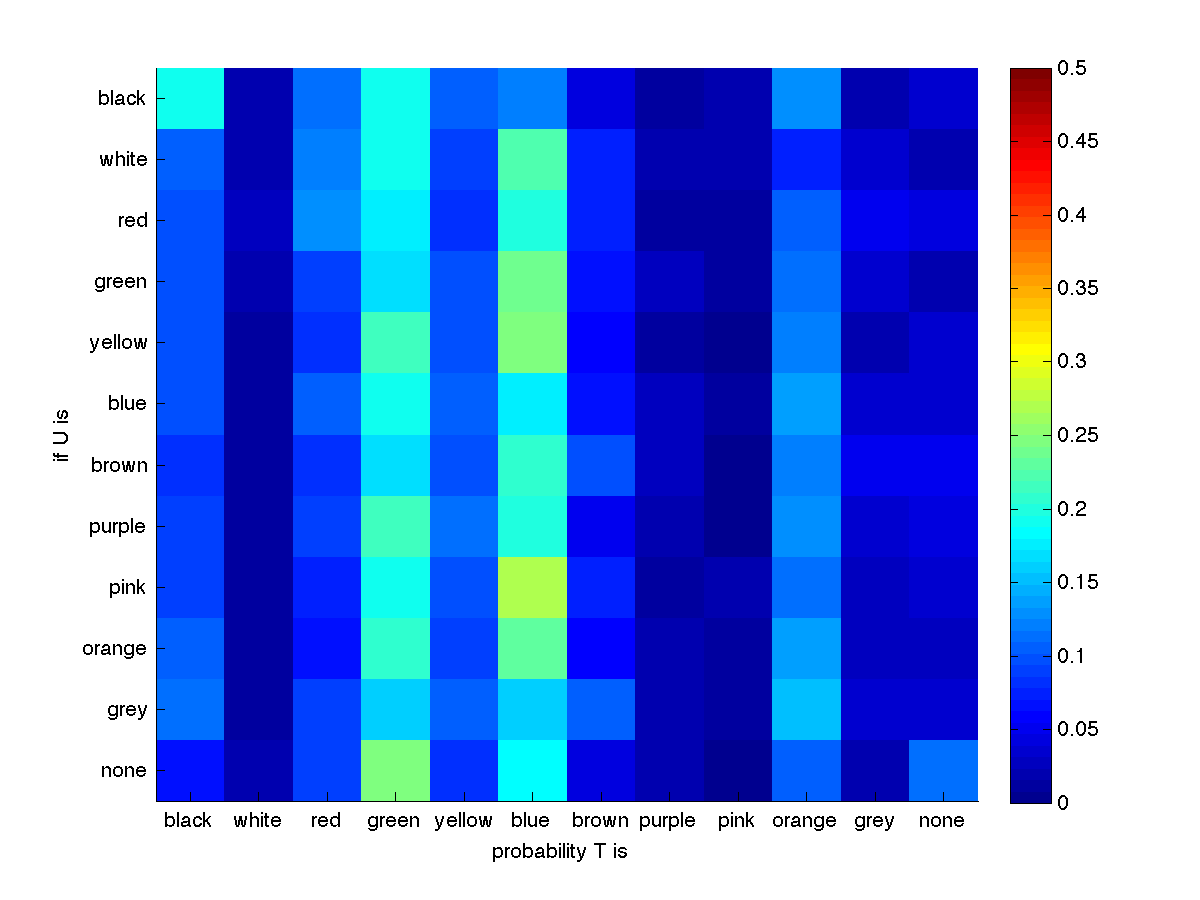 black
white
red
green
yellow
blue
brown
purple
pink
orange
grey
none
if U is
black white red green yellow blue brown purple pink orange grey none
probability T is
0.5
0.45
0.4
0.35
0.3
0.25
0.2
0.15
0.1
0.05
0